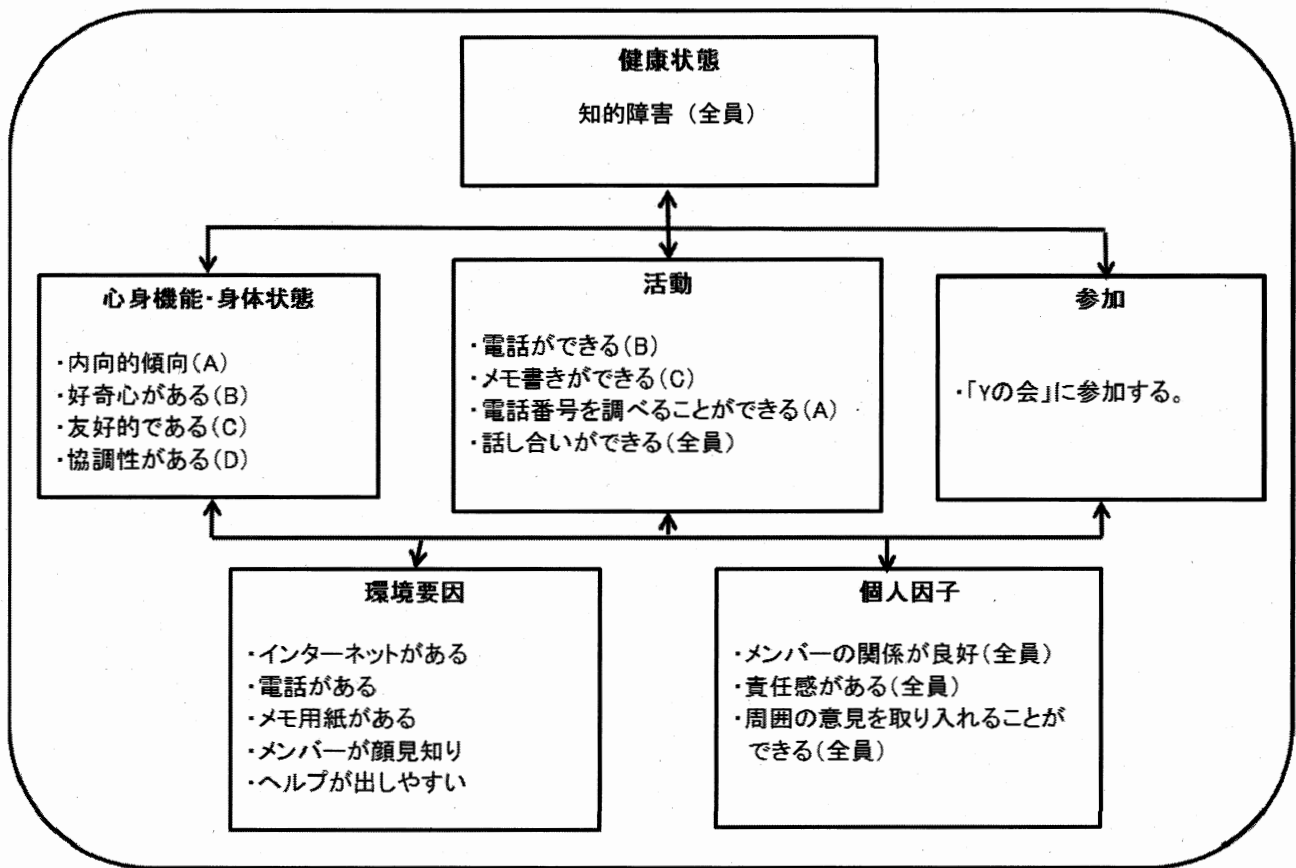 健康状態
知的障害（全員）
心身機能・身体状態
・内向的傾向(A)
・好奇心がある(B)
・友好的である(C)
・協調性がある(D)
活動
・電話ができる(B)
・メモ書きができる(C)
・電話番号を調べることができる(A)
・話し合いができる(全員)
参加
・「Yの会」に参加する。
環境要因
・インターネットがある
・電話がある
・メモ用紙がある
・メンバーが顔見知り
・ヘルプが出しやすい
個人因子
・メンバーの関係が良好(全員)
・責任感がある(全員)
・周囲の意見を取り入れることが
できる(全員)